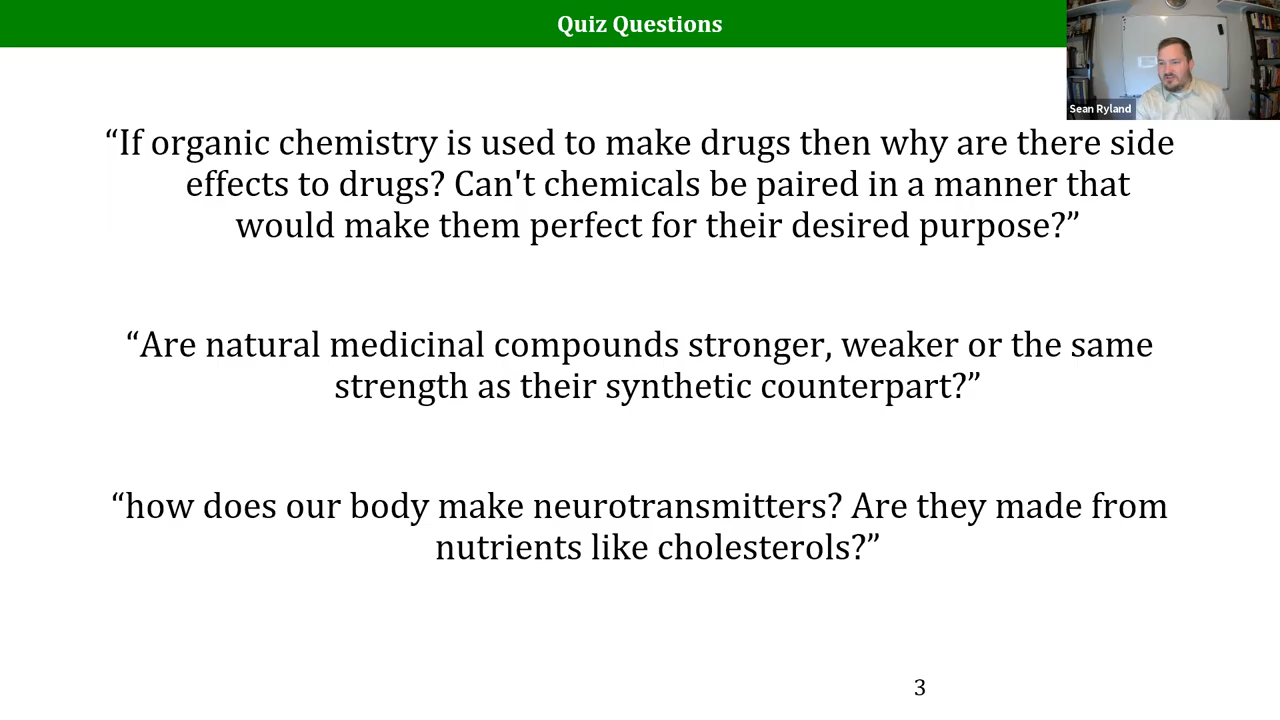 Quiz Questions
Sean Ryland
“If organic chemistry is used to make drugs then why are there side
effects to drugs? Can't chemicals be paired in a manner that
would make them perfect for their desired purpose?”
“Are natural medicinal compounds stronger, weaker or the same
strength as their synthetic counterpart?”
“how does our body make neurotransmitters? Are they made from
nutrients like cholesterols?”
3